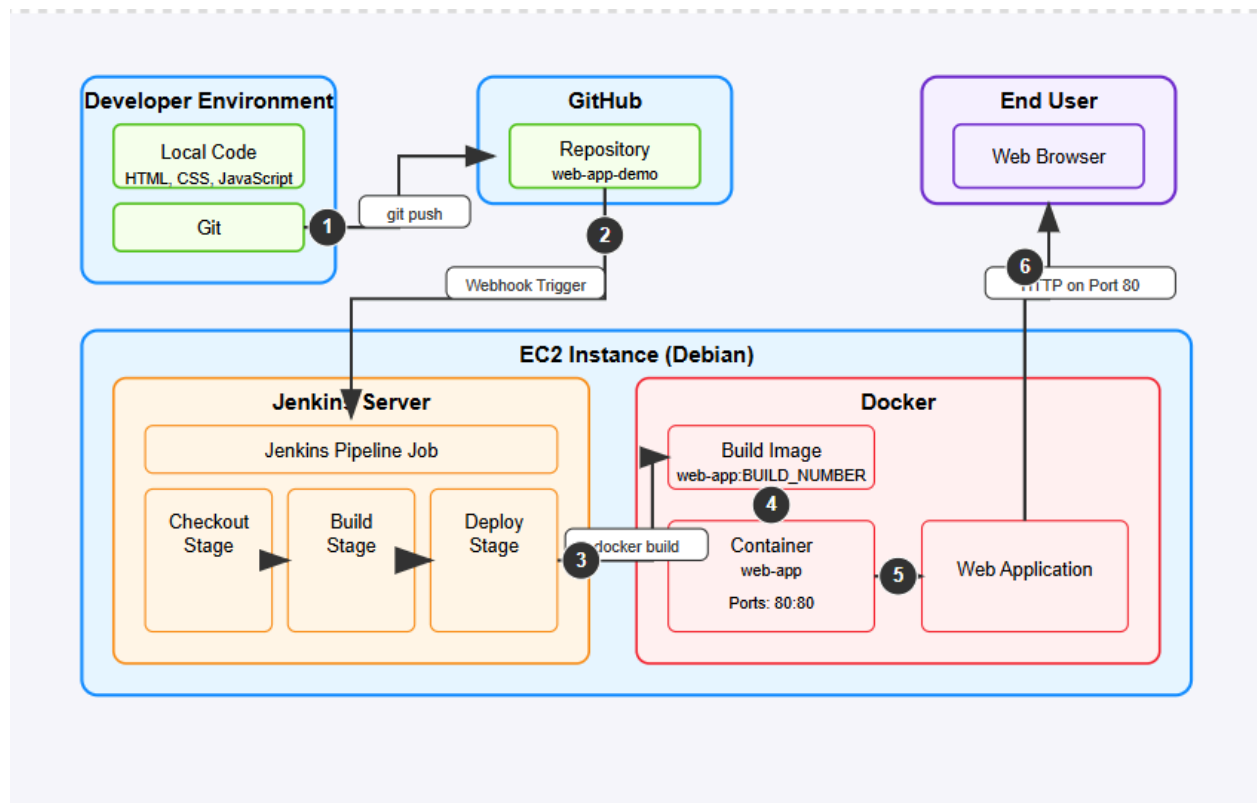 Developer Environment
Local Code
HTML, CSS, JavaScript
Git
1
git push
GitHub
Repository
web-app-demo
2
Webhook Trigger
End User
Web Browser
6
HTTP on Port 80
EC2 Instance (Debian)
Jenkins Server
Jenkins Pipeline Job
Checkout
Stage
Build
Stage
Deploy
Stage
3
docker build
Docker
Build Image
web-app:BUILD_NUMBER
4
Container
web-app
Ports: 80:80
5
Web Application